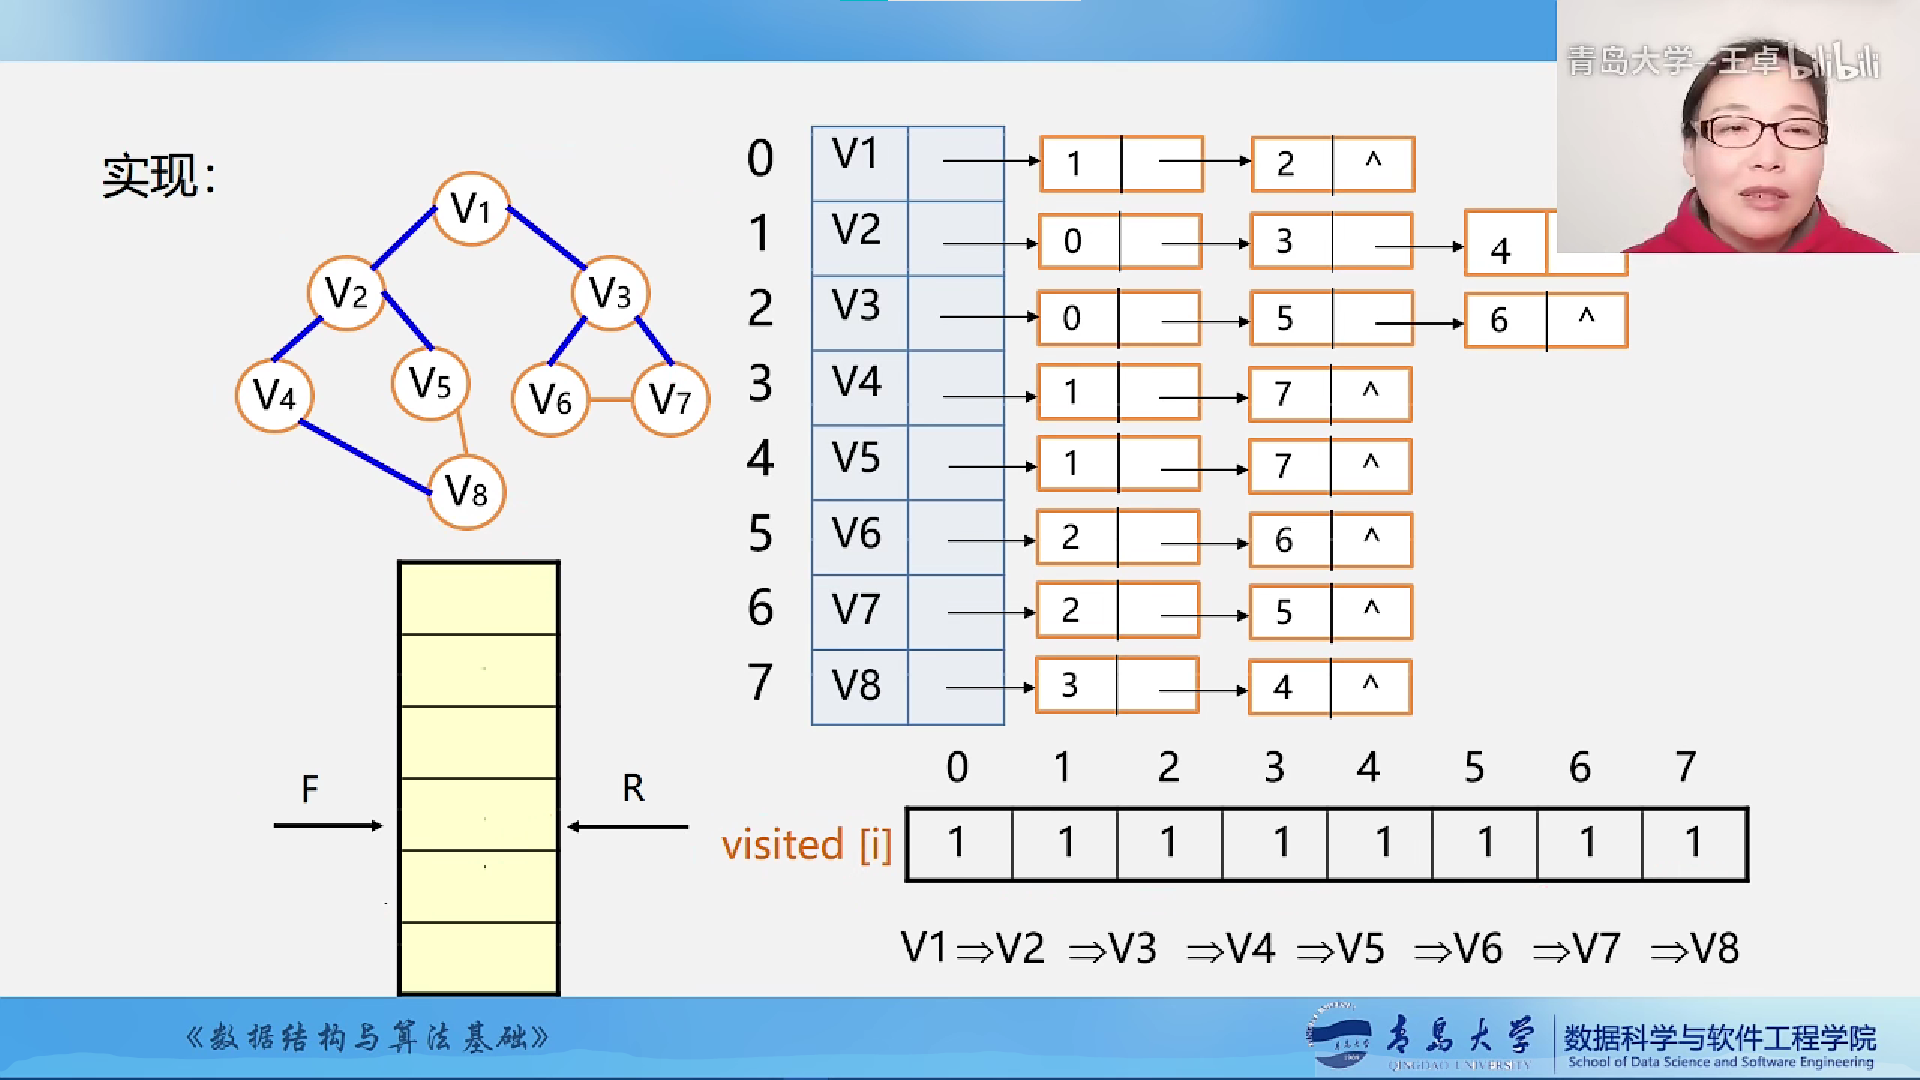 青岛大学-王卓 bilibili
实现：
V1
V2 V3
V4 V5 V6 V7
V8
0 V1 1 2 ^
1 V2 0 3 4
2 V3 0 5 6 ^
3 V4 1 7 ^
4 V5 1 7 ^
5 V6 2 6 ^
6 V7 2 5 ^
7 V8 3 4 ^
F R
0 1 2 3 4 5 6 7
visited [i] 1 1 1 1 1 1 1 1
V1⇒V2 ⇒V3 ⇒V4 ⇒V5 ⇒V6 ⇒V7 ⇒V8
《数据结构与算法基础》
青岛大学
QINGDAO UNIVERSITY
数据科学与软件工程学院
School of Data Science and Software Engineering